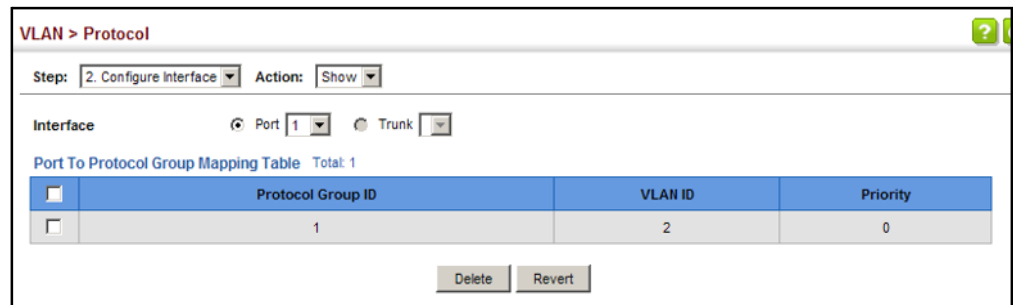 VLAN > Protocol ?
Step: 2. Configure Interface Action: Show
Interface Port 1 Trunk
Port To Protocol Group Mapping Table Total: 1
Protocol Group ID VLAN ID Priority
1 2 0
Delete Revert